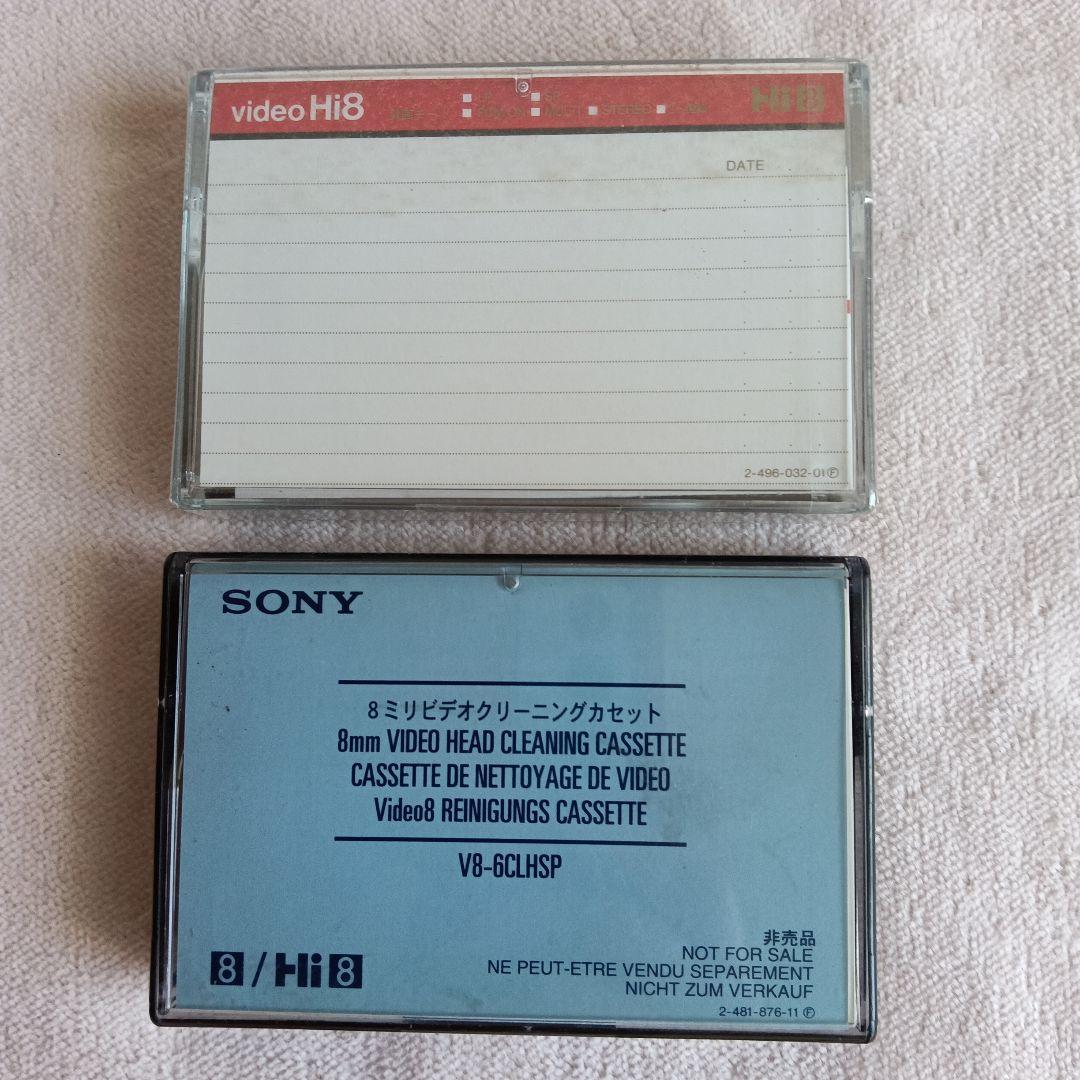 video Hi8
STEREO
Hi8
DATE
2-496-032-01 Ⓕ
SONY
8ミリビデオクリーニングカセット
8mm VIDEO HEAD CLEANING CASSETTE
CASSETTE DE NETTOYAGE DE VIDEO
Video8 REINIGUNGS CASSETTE
V8-6CLHSP
8/Hi8
非売品
NOT FOR SALE
NE PEUT-ETRE VENDU SEPAREMENT
NICHT ZUM VERKAUF
2-481-876-11 Ⓕ